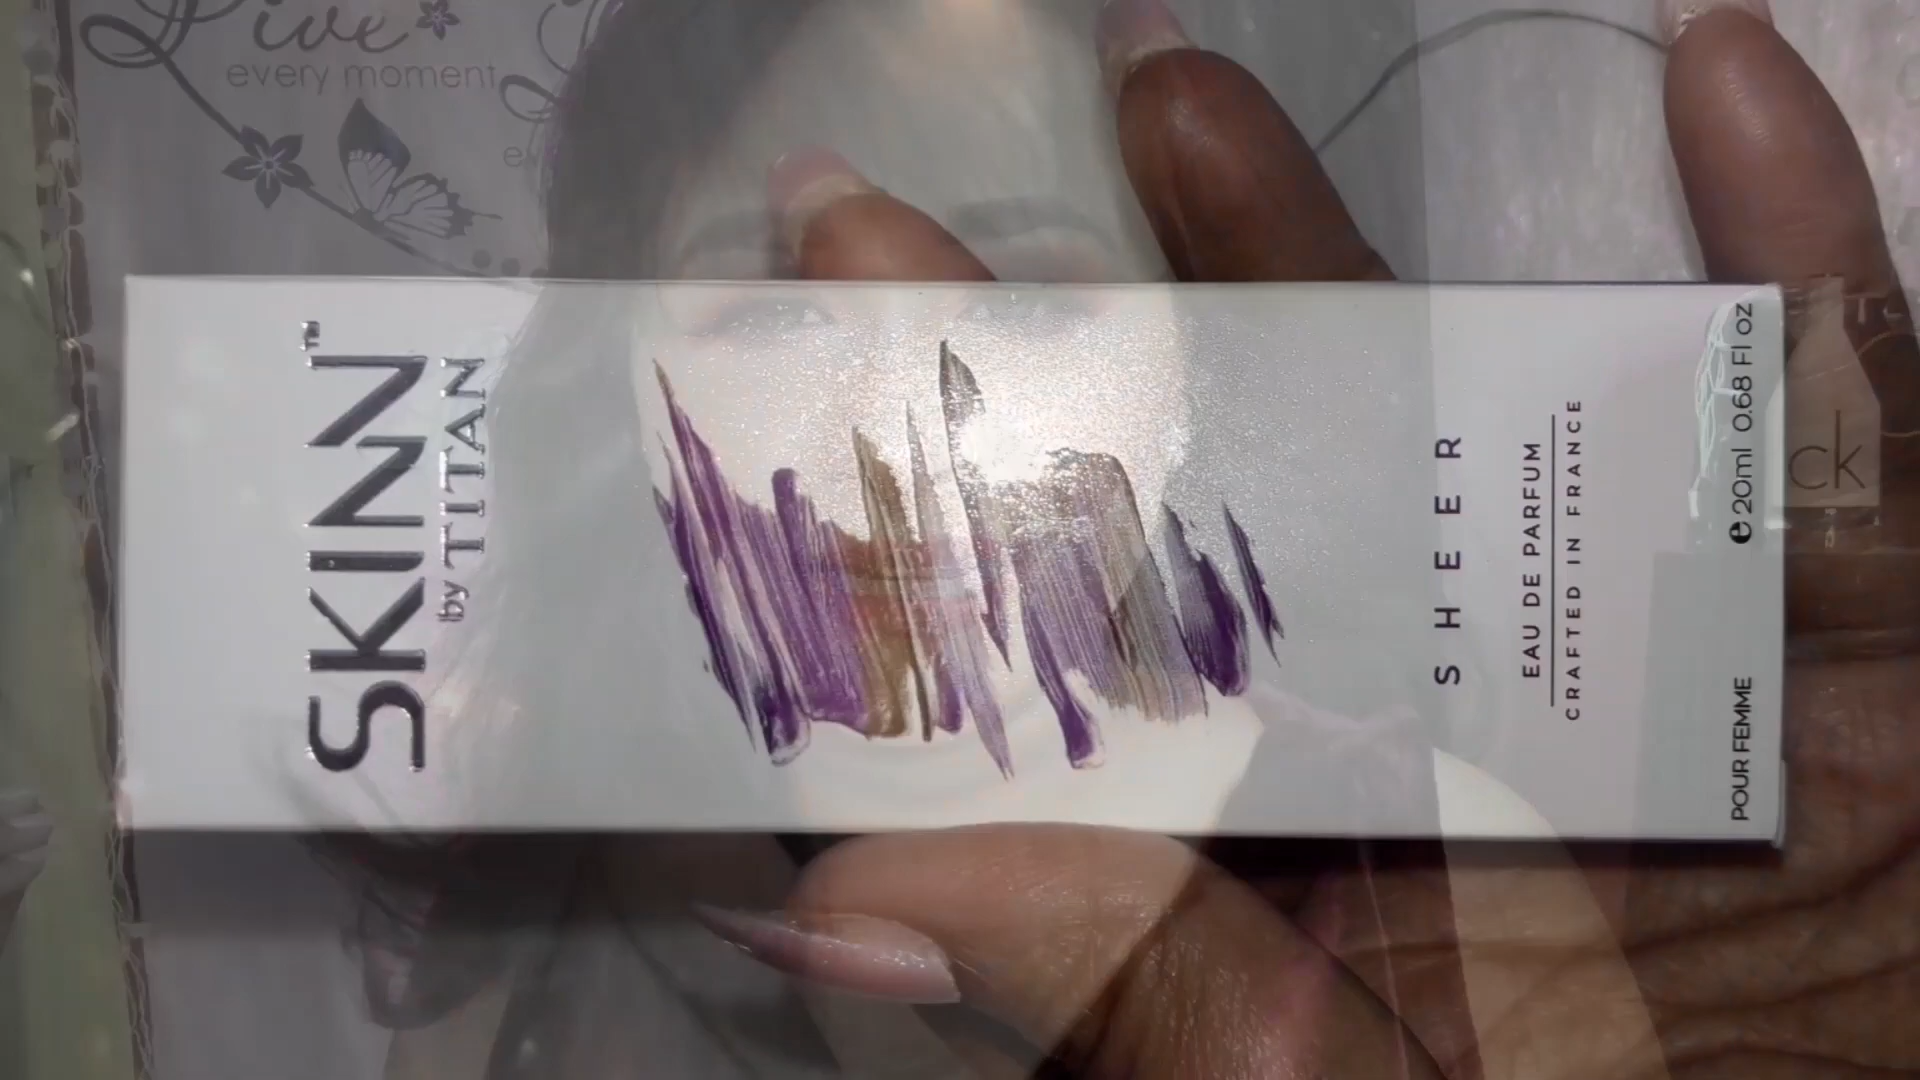 Live
every moment
SKINN™
by TITAN
SHEER
EAU DE PARFUM
CRAFTED IN FRANCE
℮20ml 0.68 Fl oz
POUR FEMME
ck